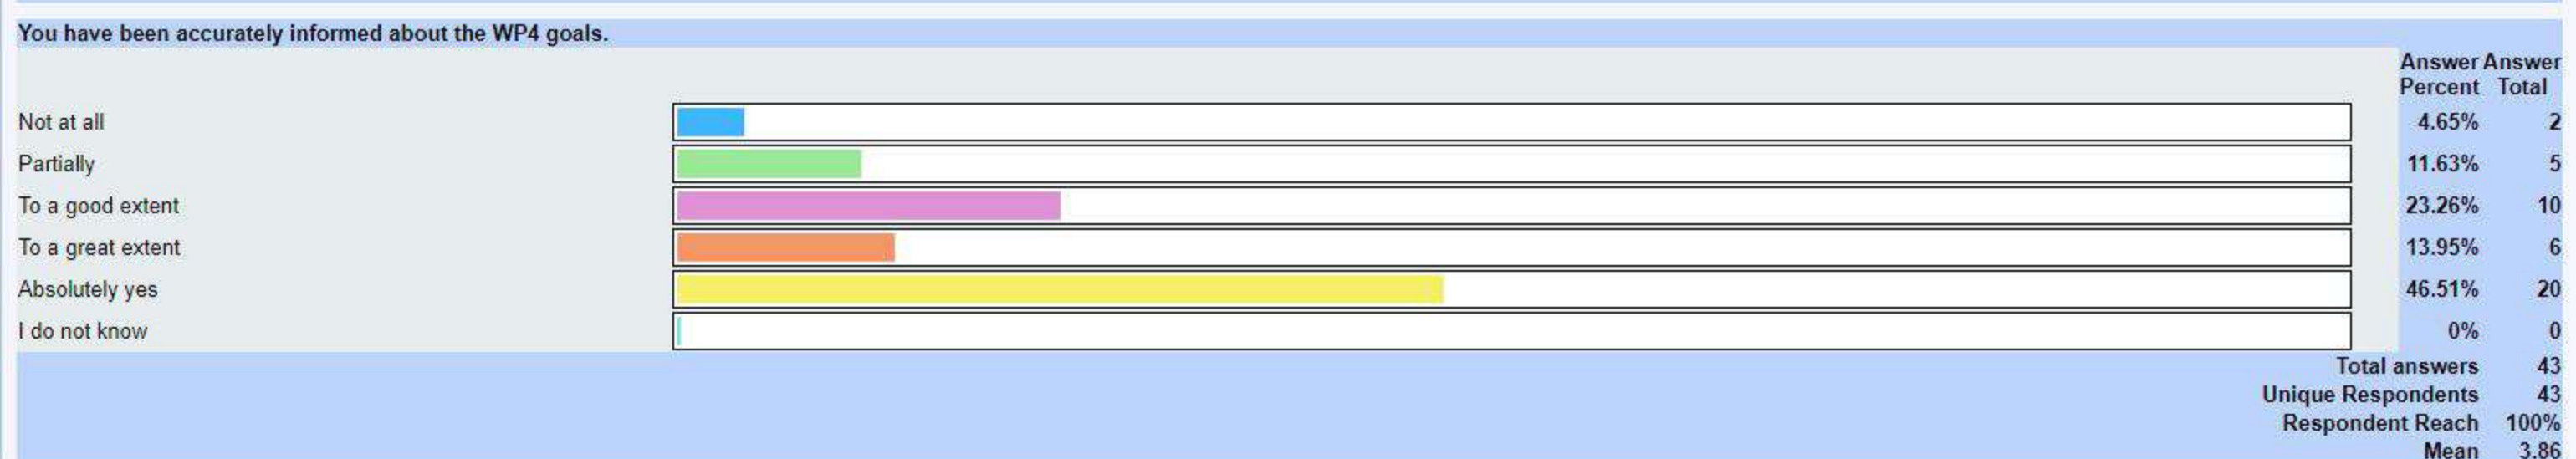 You have been accurately informed about the WP4 goals.
Answer Answer
Percent Total
Not at all 4.65% 2
Partially 11.63% 5
To a good extent 23.26% 10
To a great extent 13.95% 6
Absolutely yes 46.51% 20
I do not know 0% 0
Total answers 43
Unique Respondents 43
Respondent Reach 100%
Mean 3.86